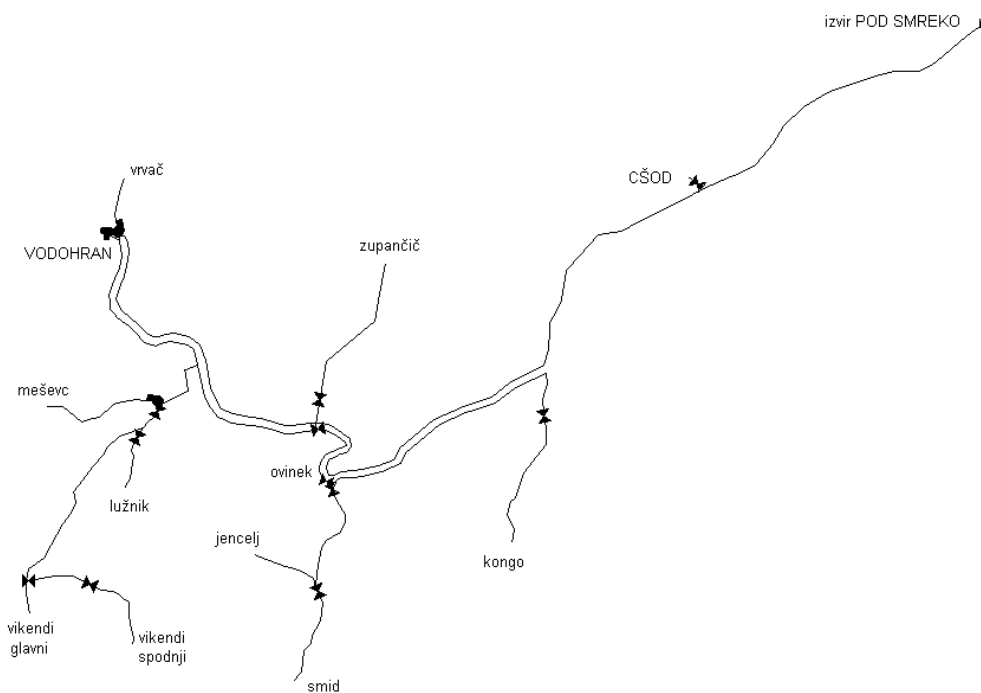 izvir POD SMREKO
vrvač
CŠOD
VODOHRAN
zupančič
meševc
ovinek
lužnik
jencelj
kongo
vikendi
glavni
vikendi
spodnji
smid